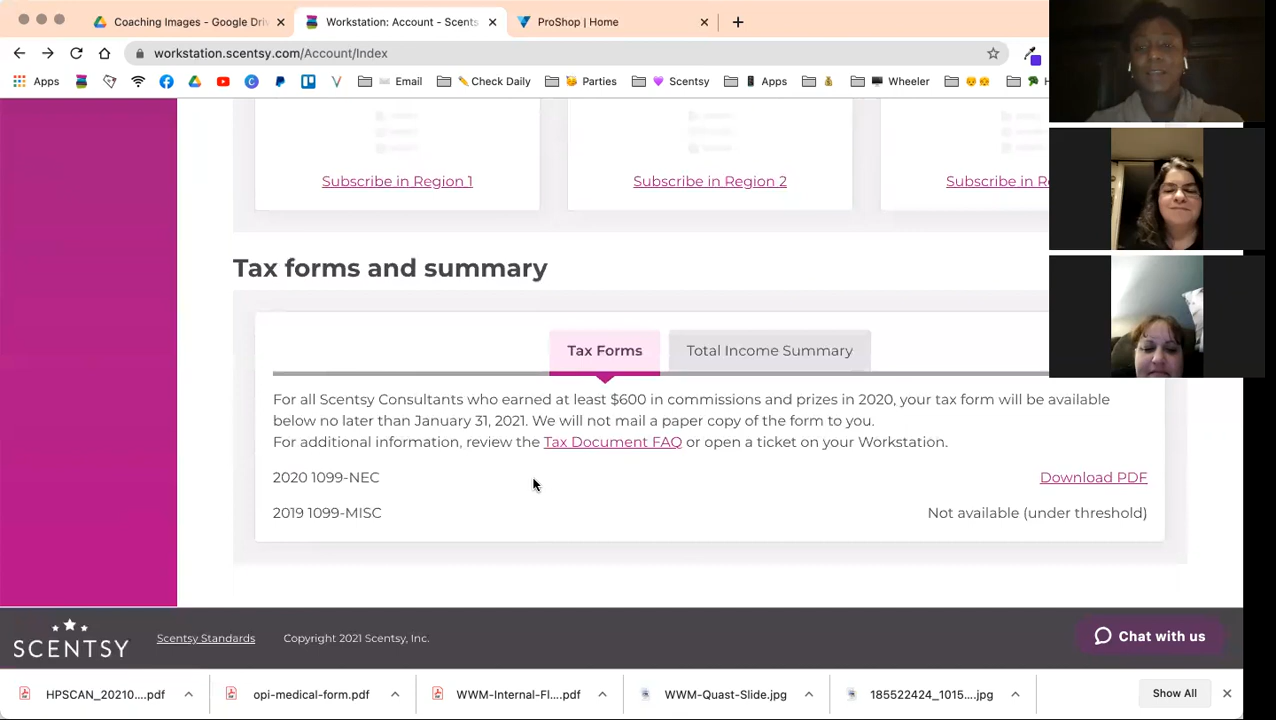 Coaching Images - Google Driv
Workstation: Account - Scents
ProShop | Home
workstation.scentsy.com/Account/Index
Apps
Email
Check Daily
Parties
Scentsy
Apps
Wheeler
Subscribe in Region 1
Subscribe in Region 2
Subscribe in Re
Tax forms and summary
Tax Forms
Total Income Summary
For all Scentsy Consultants who earned at least $600 in commissions and prizes in 2020, your tax form will be available
below no later than January 31, 2021. We will not mail a paper copy of the form to you.
For additional information, review the Tax Document FAQ or open a ticket on your Workstation.
2020 1099-NEC
Download PDF
2019 1099-MISC
Not available (under threshold)
SCENTSY
Scentsy Standards
Copyright 2021 Scentsy, Inc.
Chat with us
HPSCAN_20210....pdf
opi-medical-form.pdf
WWM-Internal-Fl....pdf
WWM-Quast-Slide.jpg
185522424_1015....jpg
Show All